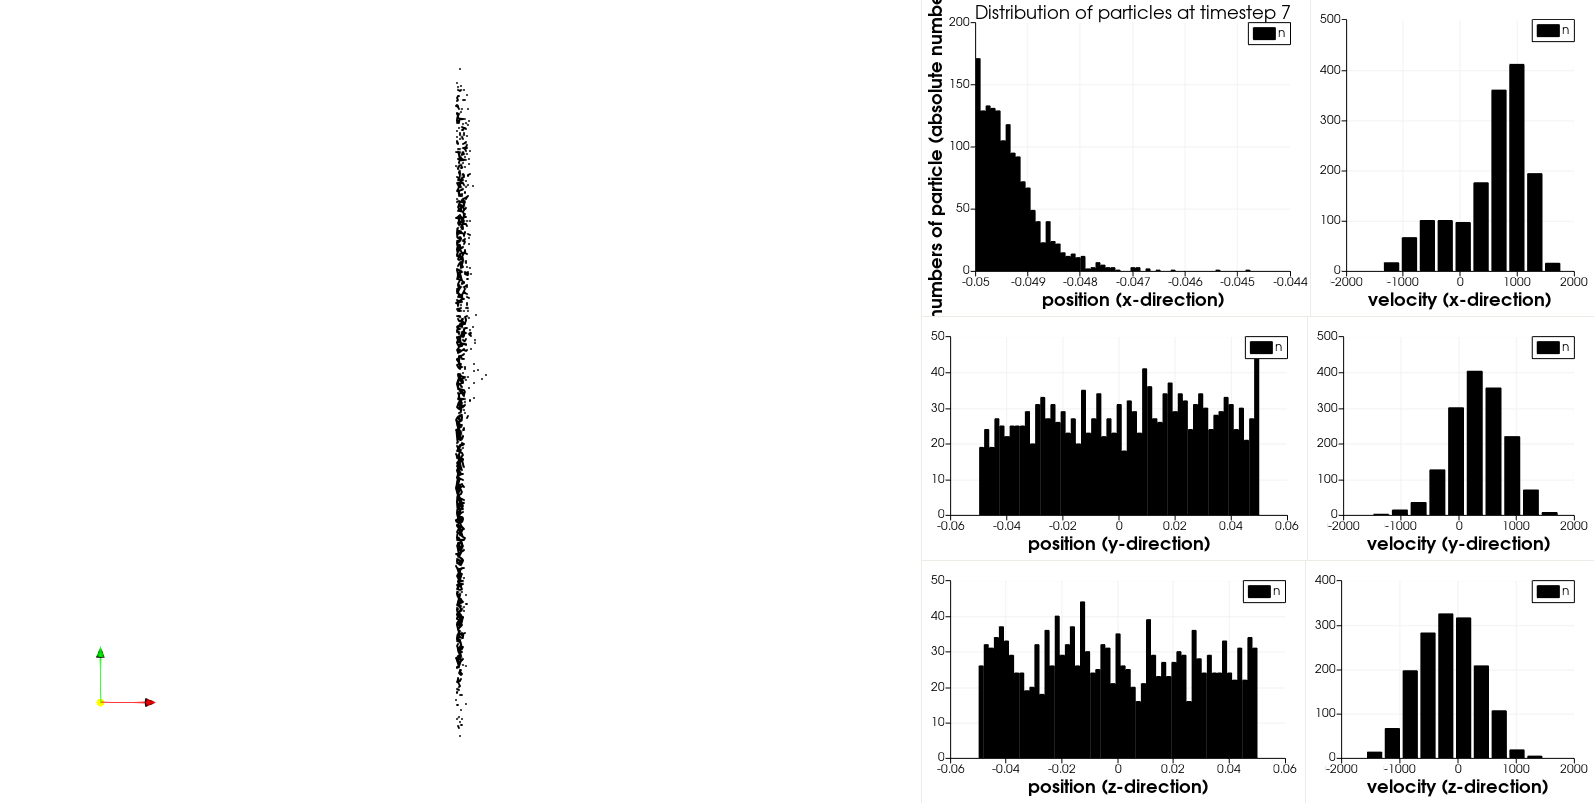 Distribution of particles at timestep 7
numbers of particle (absolute numbe
200
150
100
50
0
-0.05 -0.049 -0.048 -0.047 -0.046 -0.045 -0.044
position (x-direction)
n
500
400
300
200
100
0
-2000 -1000 0 1000 2000
velocity (x-direction)
n
50
40
30
20
10
0
-0.06 -0.04 -0.02 0 0.02 0.04 0.06
position (y-direction)
n
500
400
300
200
100
0
-2000 -1000 0 1000 2000
velocity (y-direction)
n
50
40
30
20
10
0
-0.06 -0.04 -0.02 0 0.02 0.04 0.06
position (z-direction)
n
400
300
200
100
0
-2000 -1000 0 1000 2000
velocity (z-direction)
n